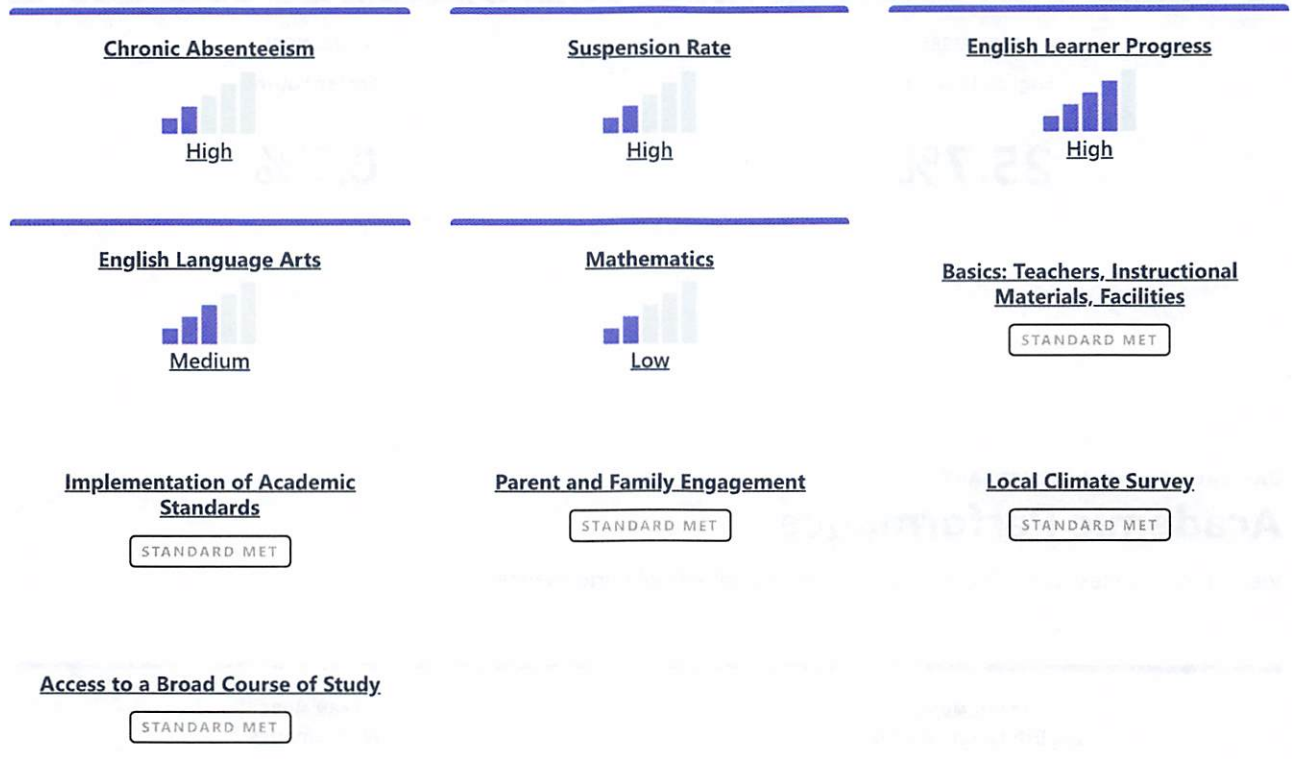 Chronic Absenteeism
High
Suspension Rate
High
English Learner Progress
High
English Language Arts
Medium
Mathematics
Low
Basics: Teachers, Instructional
Materials, Facilities
STANDARD MET
Implementation of Academic
Standards
STANDARD MET
Parent and Family Engagement
STANDARD MET
Local Climate Survey
STANDARD MET
Access to a Broad Course of Study
STANDARD MET